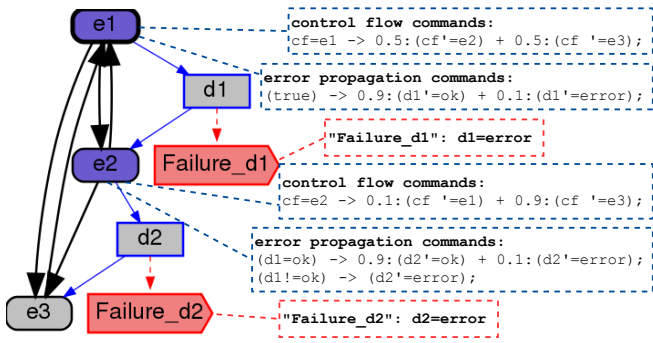 e1
control flow commands:
cf=e1 -> 0.5:(cf'=e2) + 0.5:(cf '=e3);
d1
error propagation commands:
(true) -> 0.9:(d1'=ok) + 0.1:(d1'=error);
"Failure_d1": d1=error
e2
Failure_d1
control flow commands:
cf=e2 -> 0.1:(cf '=e1) + 0.9:(cf '=e3);
d2
error propagation commands:
(d1=ok) -> 0.9:(d2'=ok) + 0.1:(d2'=error);
(d1!=ok) -> (d2'=error);
e3
Failure_d2
"Failure_d2": d2=error